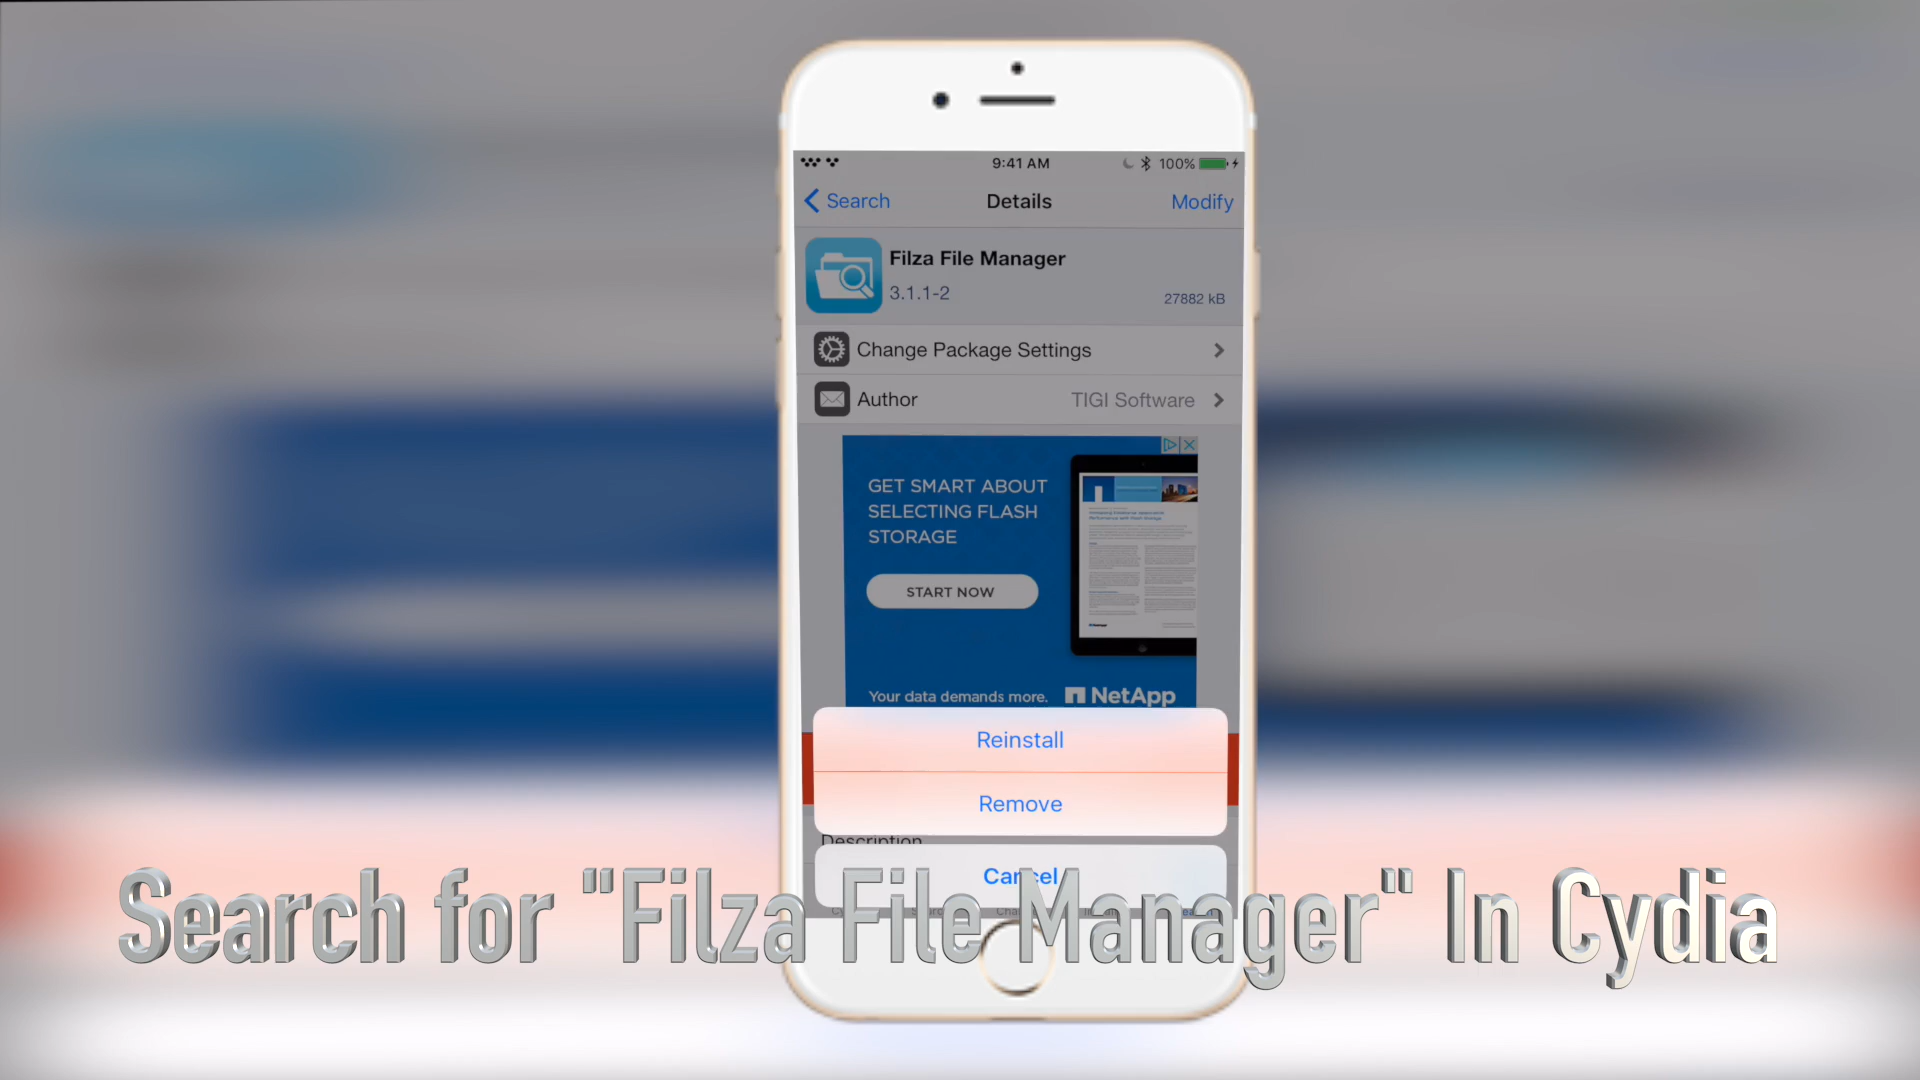 9:41 AM
100%
Search
Details
Modify
Filza File Manager
3.1.1-2
27882 kB
Change Package Settings
Author
TIGI Software
GET SMART ABOUT
SELECTING FLASH
STORAGE
START NOW
Your data demands more.
NetApp
Reinstall
Remove
Description
Cancel
Search for "Filza File Manager" In Cydia